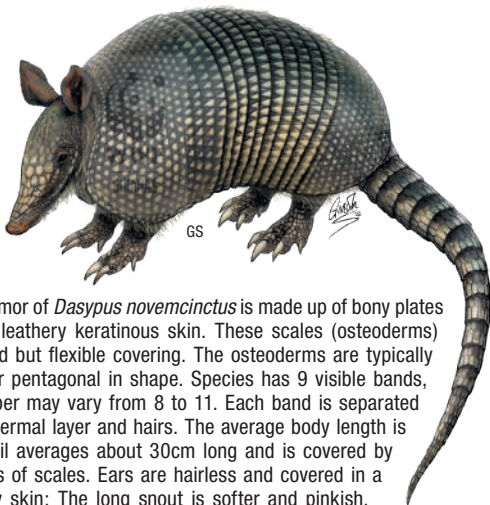 GS
mor of Dasypus novemcinctus is made up of bony plates
leathery keratinous skin. These scales (osteoderms)
d but flexible covering. The osteoderms are typically
r pentagonal in shape. Species has 9 visible bands,
ber may vary from 8 to 11. Each band is separated
ermal layer and hairs. The average body length is
il averages about 30cm long and is covered by
s of scales. Ears are hairless and covered in a
y skin; The long snout is softer and pinkish.